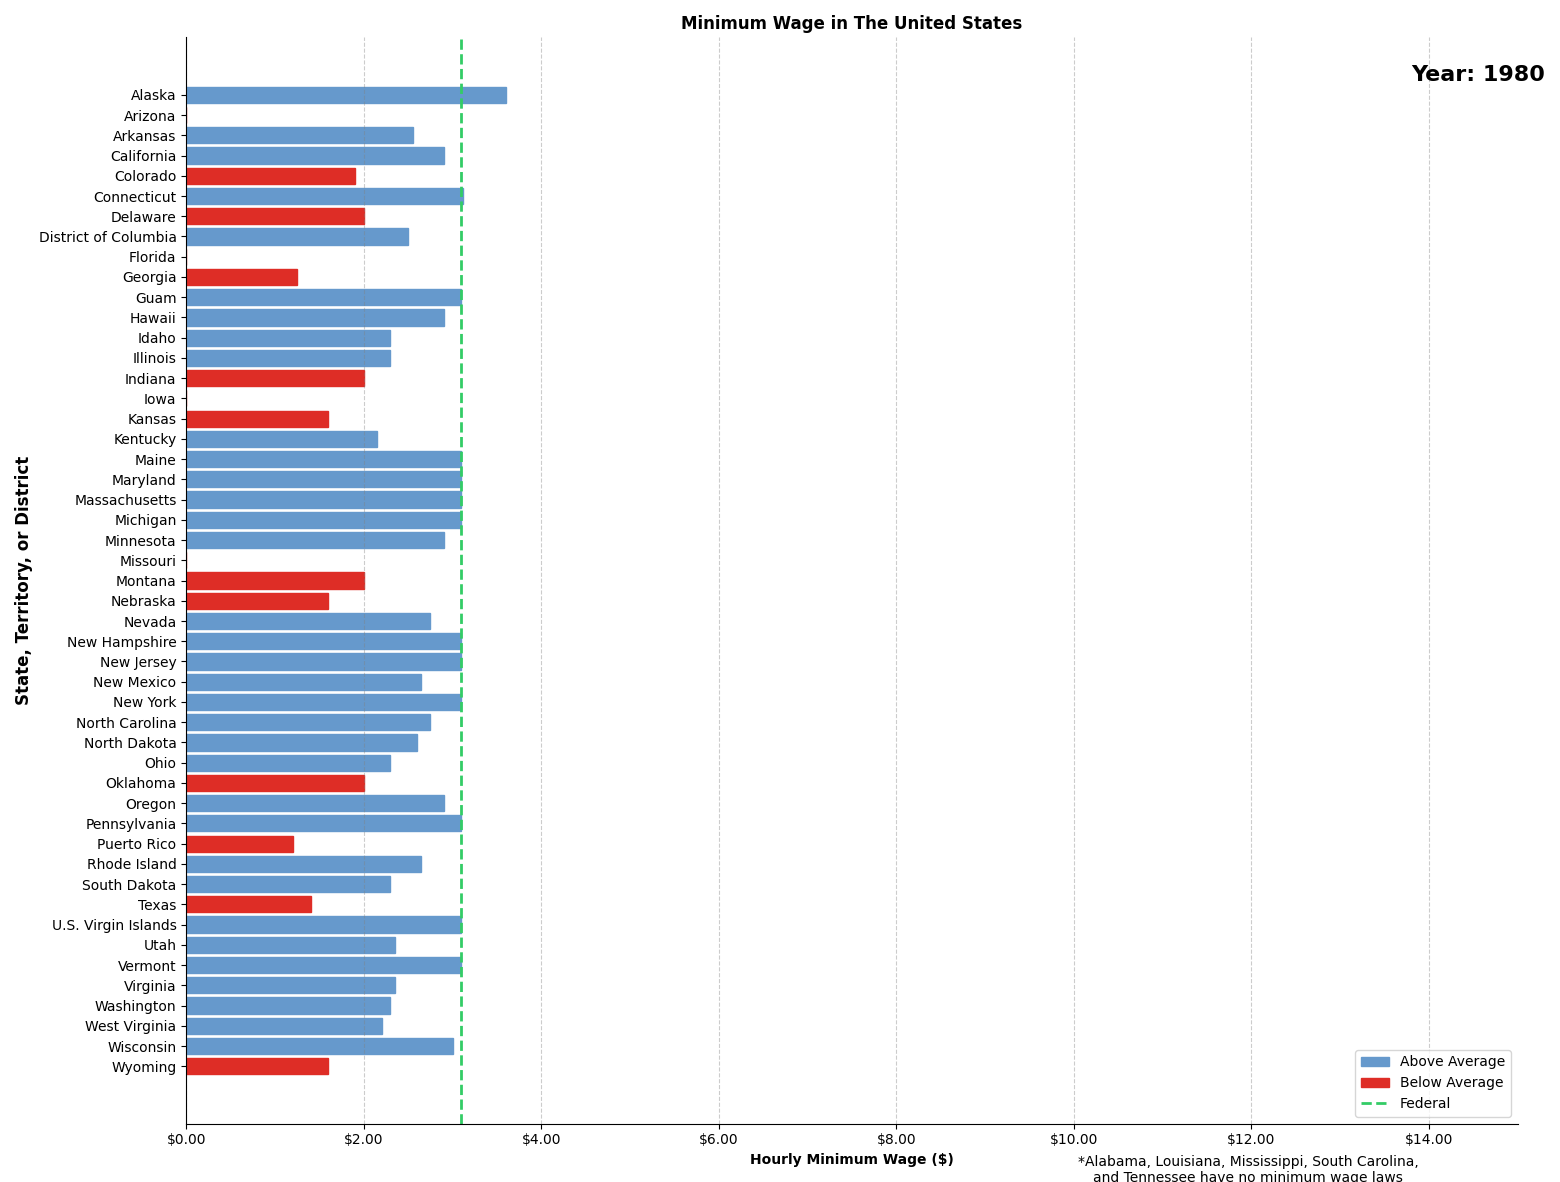 Minimum Wage in The United States
Year: 1980
State, Territory, or District
Alaska
Arizona
Arkansas
California
Colorado
Connecticut
Delaware
District of Columbia
Florida
Georgia
Guam
Hawaii
Idaho
Illinois
Indiana
Iowa
Kansas
Kentucky
Maine
Maryland
Massachusetts
Michigan
Minnesota
Missouri
Montana
Nebraska
Nevada
New Hampshire
New Jersey
New Mexico
New York
North Carolina
North Dakota
Ohio
Oklahoma
Oregon
Pennsylvania
Puerto Rico
Rhode Island
South Dakota
Texas
U.S. Virgin Islands
Utah
Vermont
Virginia
Washington
West Virginia
Wisconsin
Wyoming
Above Average
Below Average
Federal
$0.00 $2.00 $4.00 $6.00 $8.00 $10.00 $12.00 $14.00
Hourly Minimum Wage ($)
*Alabama, Louisiana, Mississippi, South Carolina,
and Tennessee have no minimum wage laws